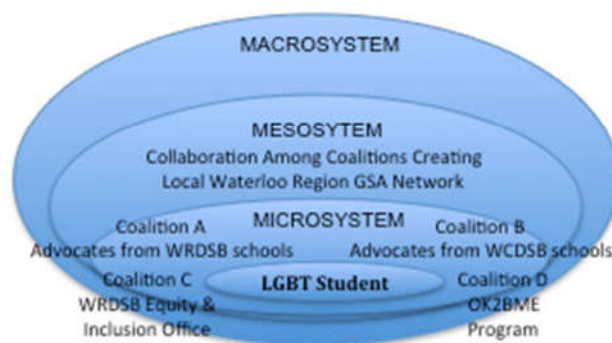 MACROSYSTEM
MESOSYTEM
Collaboration Among Coalitions Creating
Local Waterloo Region GSA Network
MICROSYSTEM
Coalition A
Advocates from WRDSB schools
Coalition B
Advocates from WCDSB schools
Coalition C
WRDSB Equity &
Inclusion Office
LGBT Student
Coalition D
OK2BME
Program